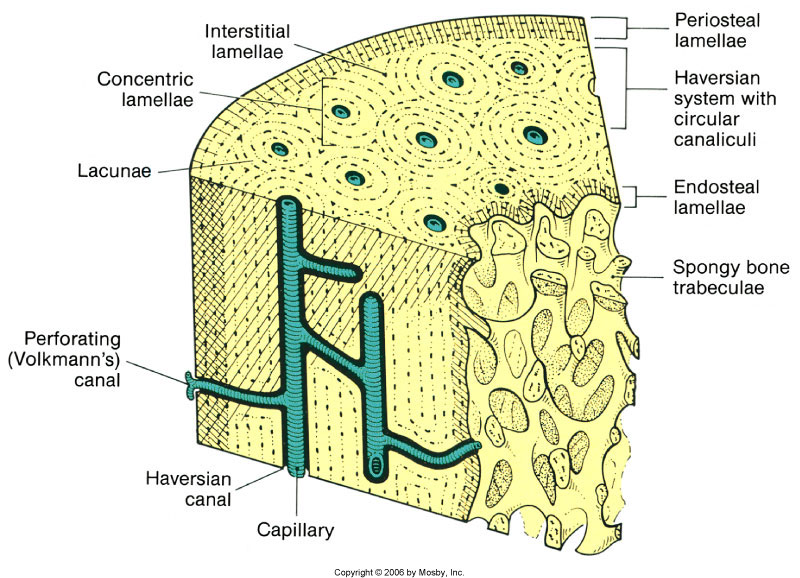 Interstitial
lamellae
Concentric
lamellae
Lacunae
Perforating
(Volkmann's)
canal
Haversian
canal
Capillary
Periosteal
lamellae
Haversian
system with
circular
canaliculi
Endosteal
lamellae
Spongy bone
trabeculae
Copyright © 2006 by Mosby, Inc.